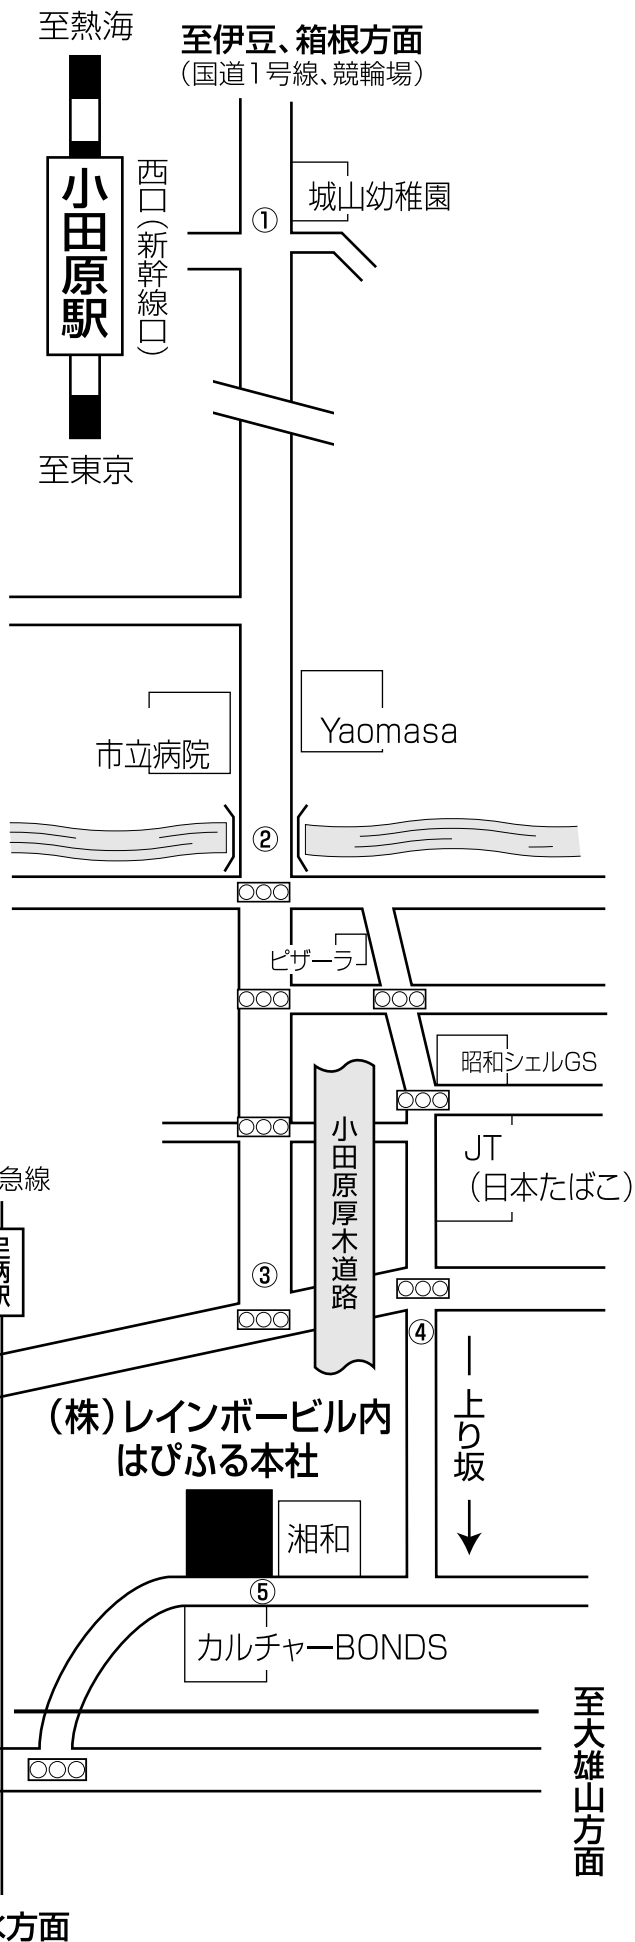 至熱海
小田原駅
西口（新幹線口）
至東京
至伊豆、箱根方面
（国道1号線、競輪場）
城山幼稚園
①
市立病院
Yaomasa
②
ピザーラ
昭和シェルGS
小田原厚木道路
JT
（日本たばこ）
急線
③
④
上り坂
（株）レインボービル内
はぴふる本社
湘和
⑤
カルチャーBONDS
至大雄山方面
方面